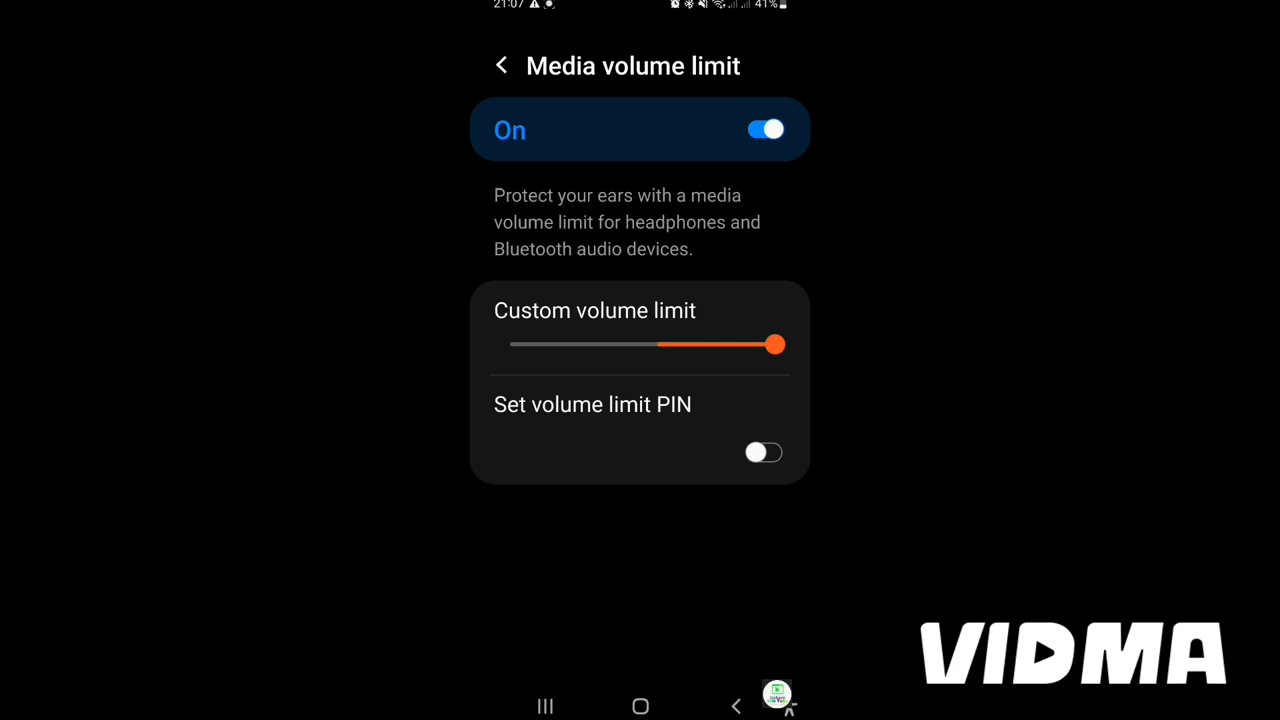 21:07 41%
Media volume limit
On
Protect your ears with a media
volume limit for headphones and
Bluetooth audio devices.
Custom volume limit
Set volume limit PIN
VIDMA